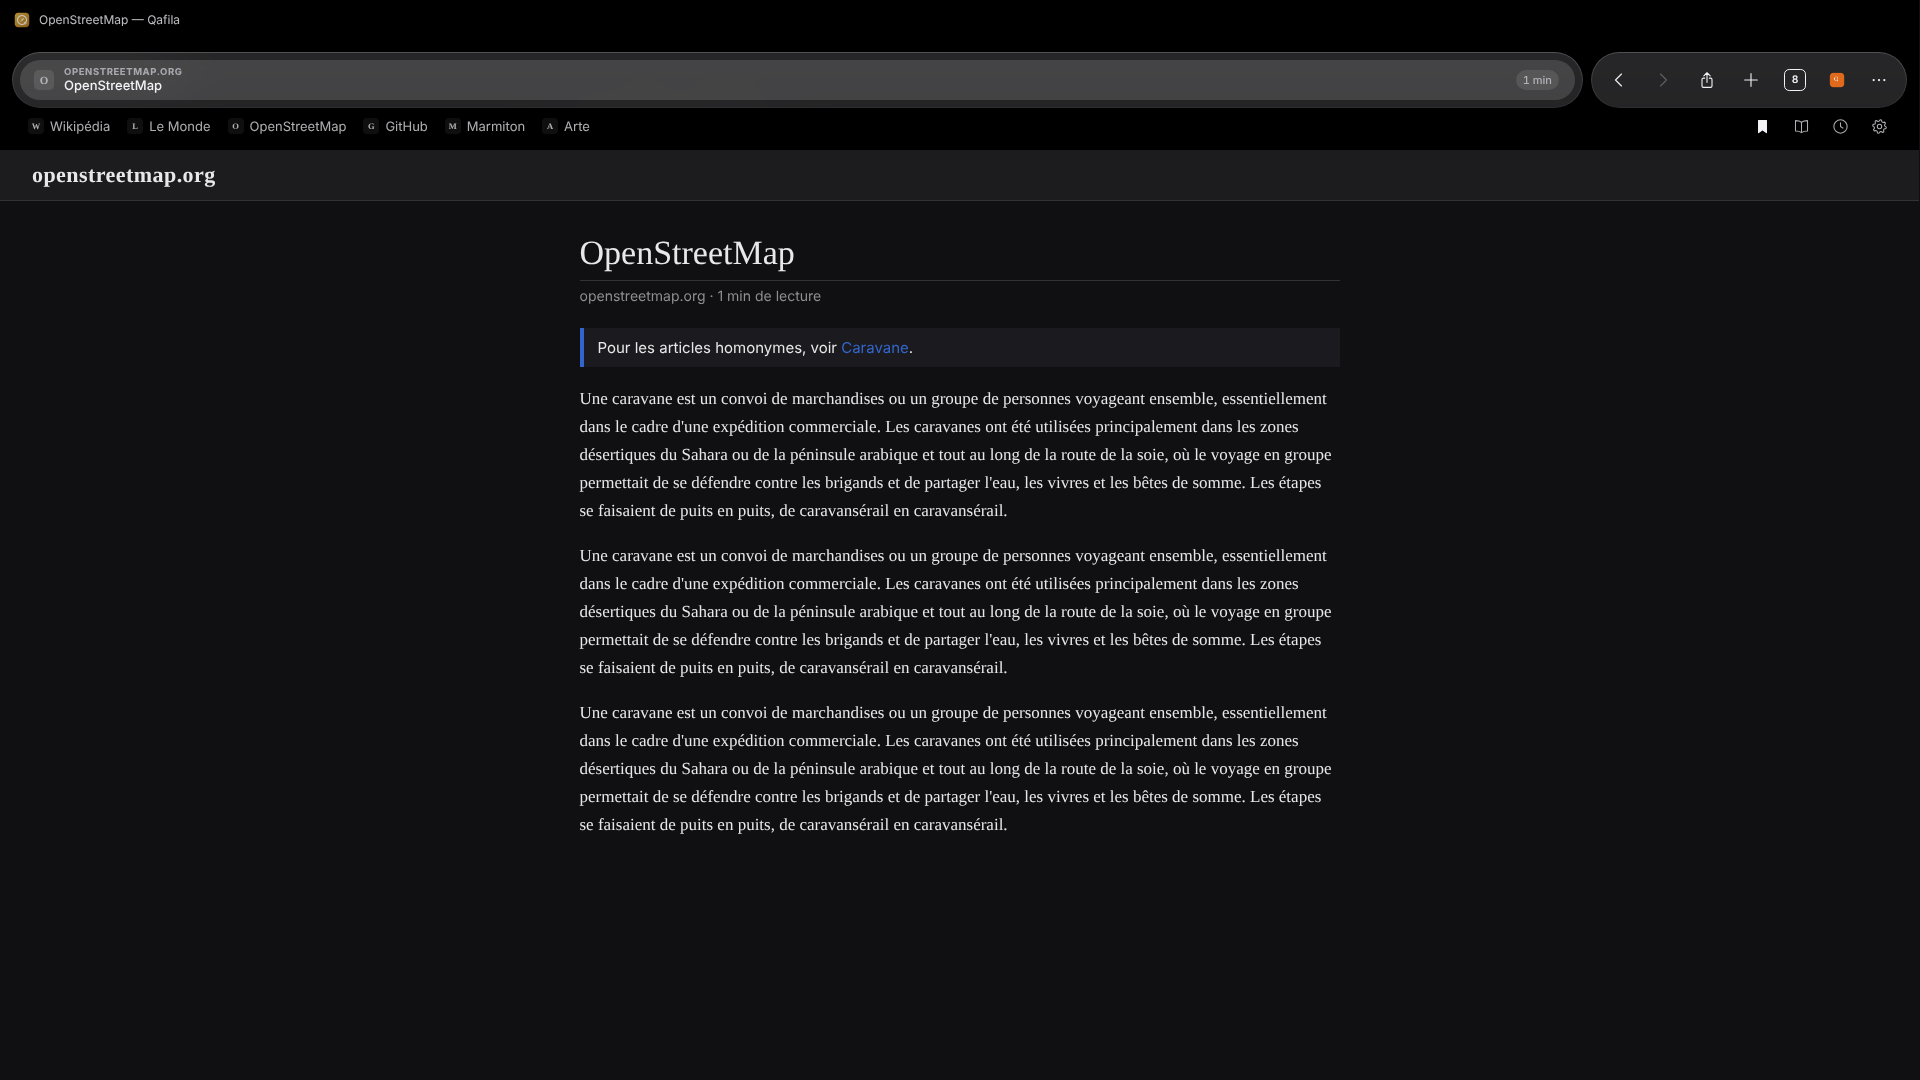 OpenStreetMap — Qafila
O
OPENSTREETMAP.ORG
OpenStreetMap
1 min
8
W Wikipédia
L Le Monde
O OpenStreetMap
G GitHub
M Marmiton
A Arte
openstreetmap.org
OpenStreetMap
openstreetmap.org · 1 min de lecture
Pour les articles homonymes, voir Caravane.
Une caravane est un convoi de marchandises ou un groupe de personnes voyageant ensemble, essentiellement
dans le cadre d'une expédition commerciale. Les caravanes ont été utilisées principalement dans les zones
désertiques du Sahara ou de la péninsule arabique et tout au long de la route de la soie, où le voyage en groupe
permettait de se défendre contre les brigands et de partager l'eau, les vivres et les bêtes de somme. Les étapes
se faisaient de puits en puits, de caravansérail en caravansérail.
Une caravane est un convoi de marchandises ou un groupe de personnes voyageant ensemble, essentiellement
dans le cadre d'une expédition commerciale. Les caravanes ont été utilisées principalement dans les zones
désertiques du Sahara ou de la péninsule arabique et tout au long de la route de la soie, où le voyage en groupe
permettait de se défendre contre les brigands et de partager l'eau, les vivres et les bêtes de somme. Les étapes
se faisaient de puits en puits, de caravansérail en caravansérail.
Une caravane est un convoi de marchandises ou un groupe de personnes voyageant ensemble, essentiellement
dans le cadre d'une expédition commerciale. Les caravanes ont été utilisées principalement dans les zones
désertiques du Sahara ou de la péninsule arabique et tout au long de la route de la soie, où le voyage en groupe
permettait de se défendre contre les brigands et de partager l'eau, les vivres et les bêtes de somme. Les étapes
se faisaient de puits en puits, de caravansérail en caravansérail.